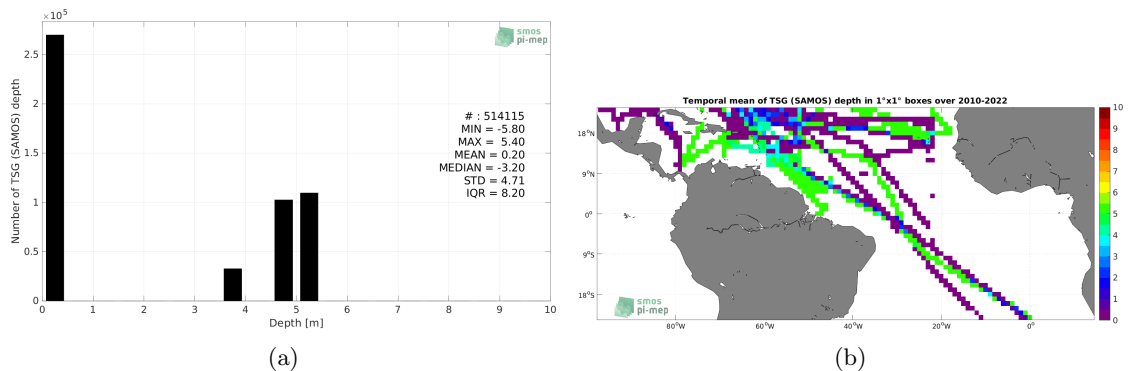 ×10⁵
2.5
2
1.5
1
0.5
0
Number of TSG (SAMOS) depth
smos
pi-mep
# : 514115
MIN = -5.80
MAX = 5.40
MEAN = 0.20
MEDIAN = -3.20
STD = 4.71
IQR = 8.20
0 1 2 3 4 5 6 7 8 9 10
Depth [m]
(a)
Temporal mean of TSG (SAMOS) depth in 1°x1° boxes over 2010-2022
18°N
9°N
0°
9°S
18°S
80°W 60°W 40°W 20°W 0°
smos
pi-mep
10
9
8
7
6
5
4
3
2
1
0
(b)